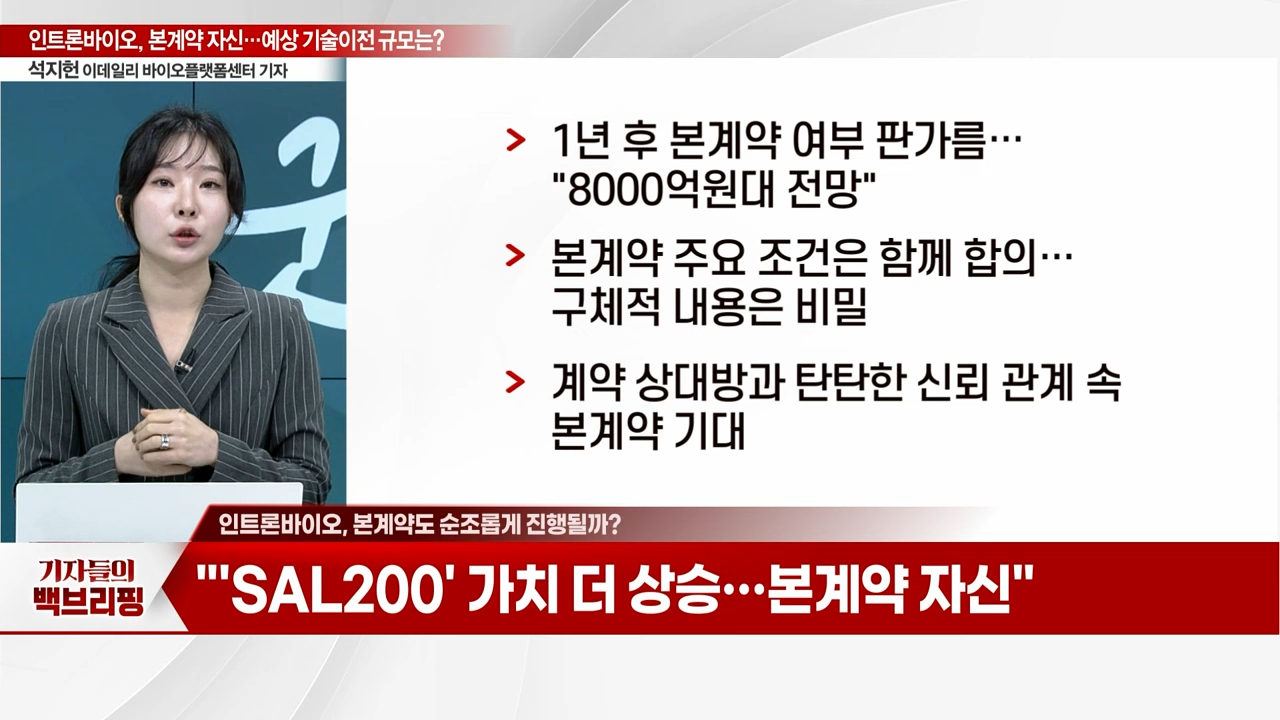 인트론바이오, 본계약 자신…예상 기술이전 규모는?
석지헌 이데일리 바이오플랫폼센터 기자
> 1년 후 본계약 여부 판가름…
"8000억원대 전망"
> 본계약 주요 조건은 함께 합의…
구체적 내용은 비밀
> 계약 상대방과 탄탄한 신뢰 관계 속
본계약 기대
인트론바이오, 본계약도 순조롭게 진행될까?
기자들의
백브리핑
"'SAL200' 가치 더 상승…본계약 자신"